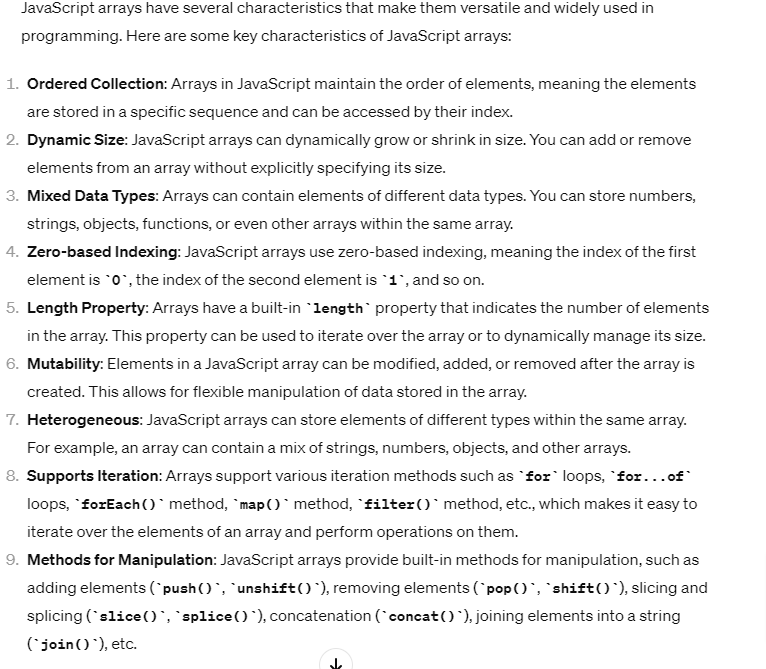 JavaScript arrays have several characteristics that make them versatile and widely used in
programming. Here are some key characteristics of JavaScript arrays:
1. Ordered Collection: Arrays in JavaScript maintain the order of elements, meaning the elements
are stored in a specific sequence and can be accessed by their index.
2. Dynamic Size: JavaScript arrays can dynamically grow or shrink in size. You can add or remove
elements from an array without explicitly specifying its size.
3. Mixed Data Types: Arrays can contain elements of different data types. You can store numbers,
strings, objects, functions, or even other arrays within the same array.
4. Zero-based Indexing: JavaScript arrays use zero-based indexing, meaning the index of the first
element is `0`, the index of the second element is `1`, and so on.
5. Length Property: Arrays have a built-in `length` property that indicates the number of elements
in the array. This property can be used to iterate over the array or to dynamically manage its size.
6. Mutability: Elements in a JavaScript array can be modified, added, or removed after the array is
created. This allows for flexible manipulation of data stored in the array.
7. Heterogeneous: JavaScript arrays can store elements of different types within the same array.
For example, an array can contain a mix of strings, numbers, objects, and other arrays.
8. Supports Iteration: Arrays support various iteration methods such as `for` loops, `for...of`
loops, `forEach()` method, `map()` method, `filter()` method, etc., which makes it easy to
iterate over the elements of an array and perform operations on them.
9. Methods for Manipulation: JavaScript arrays provide built-in methods for manipulation, such as
adding elements (`push()`, `unshift()`), removing elements (`pop()`, `shift()`), slicing and
splicing (`slice()`, `splice()`), concatenation (`concat()`), joining elements into a string
(`join()`), etc.